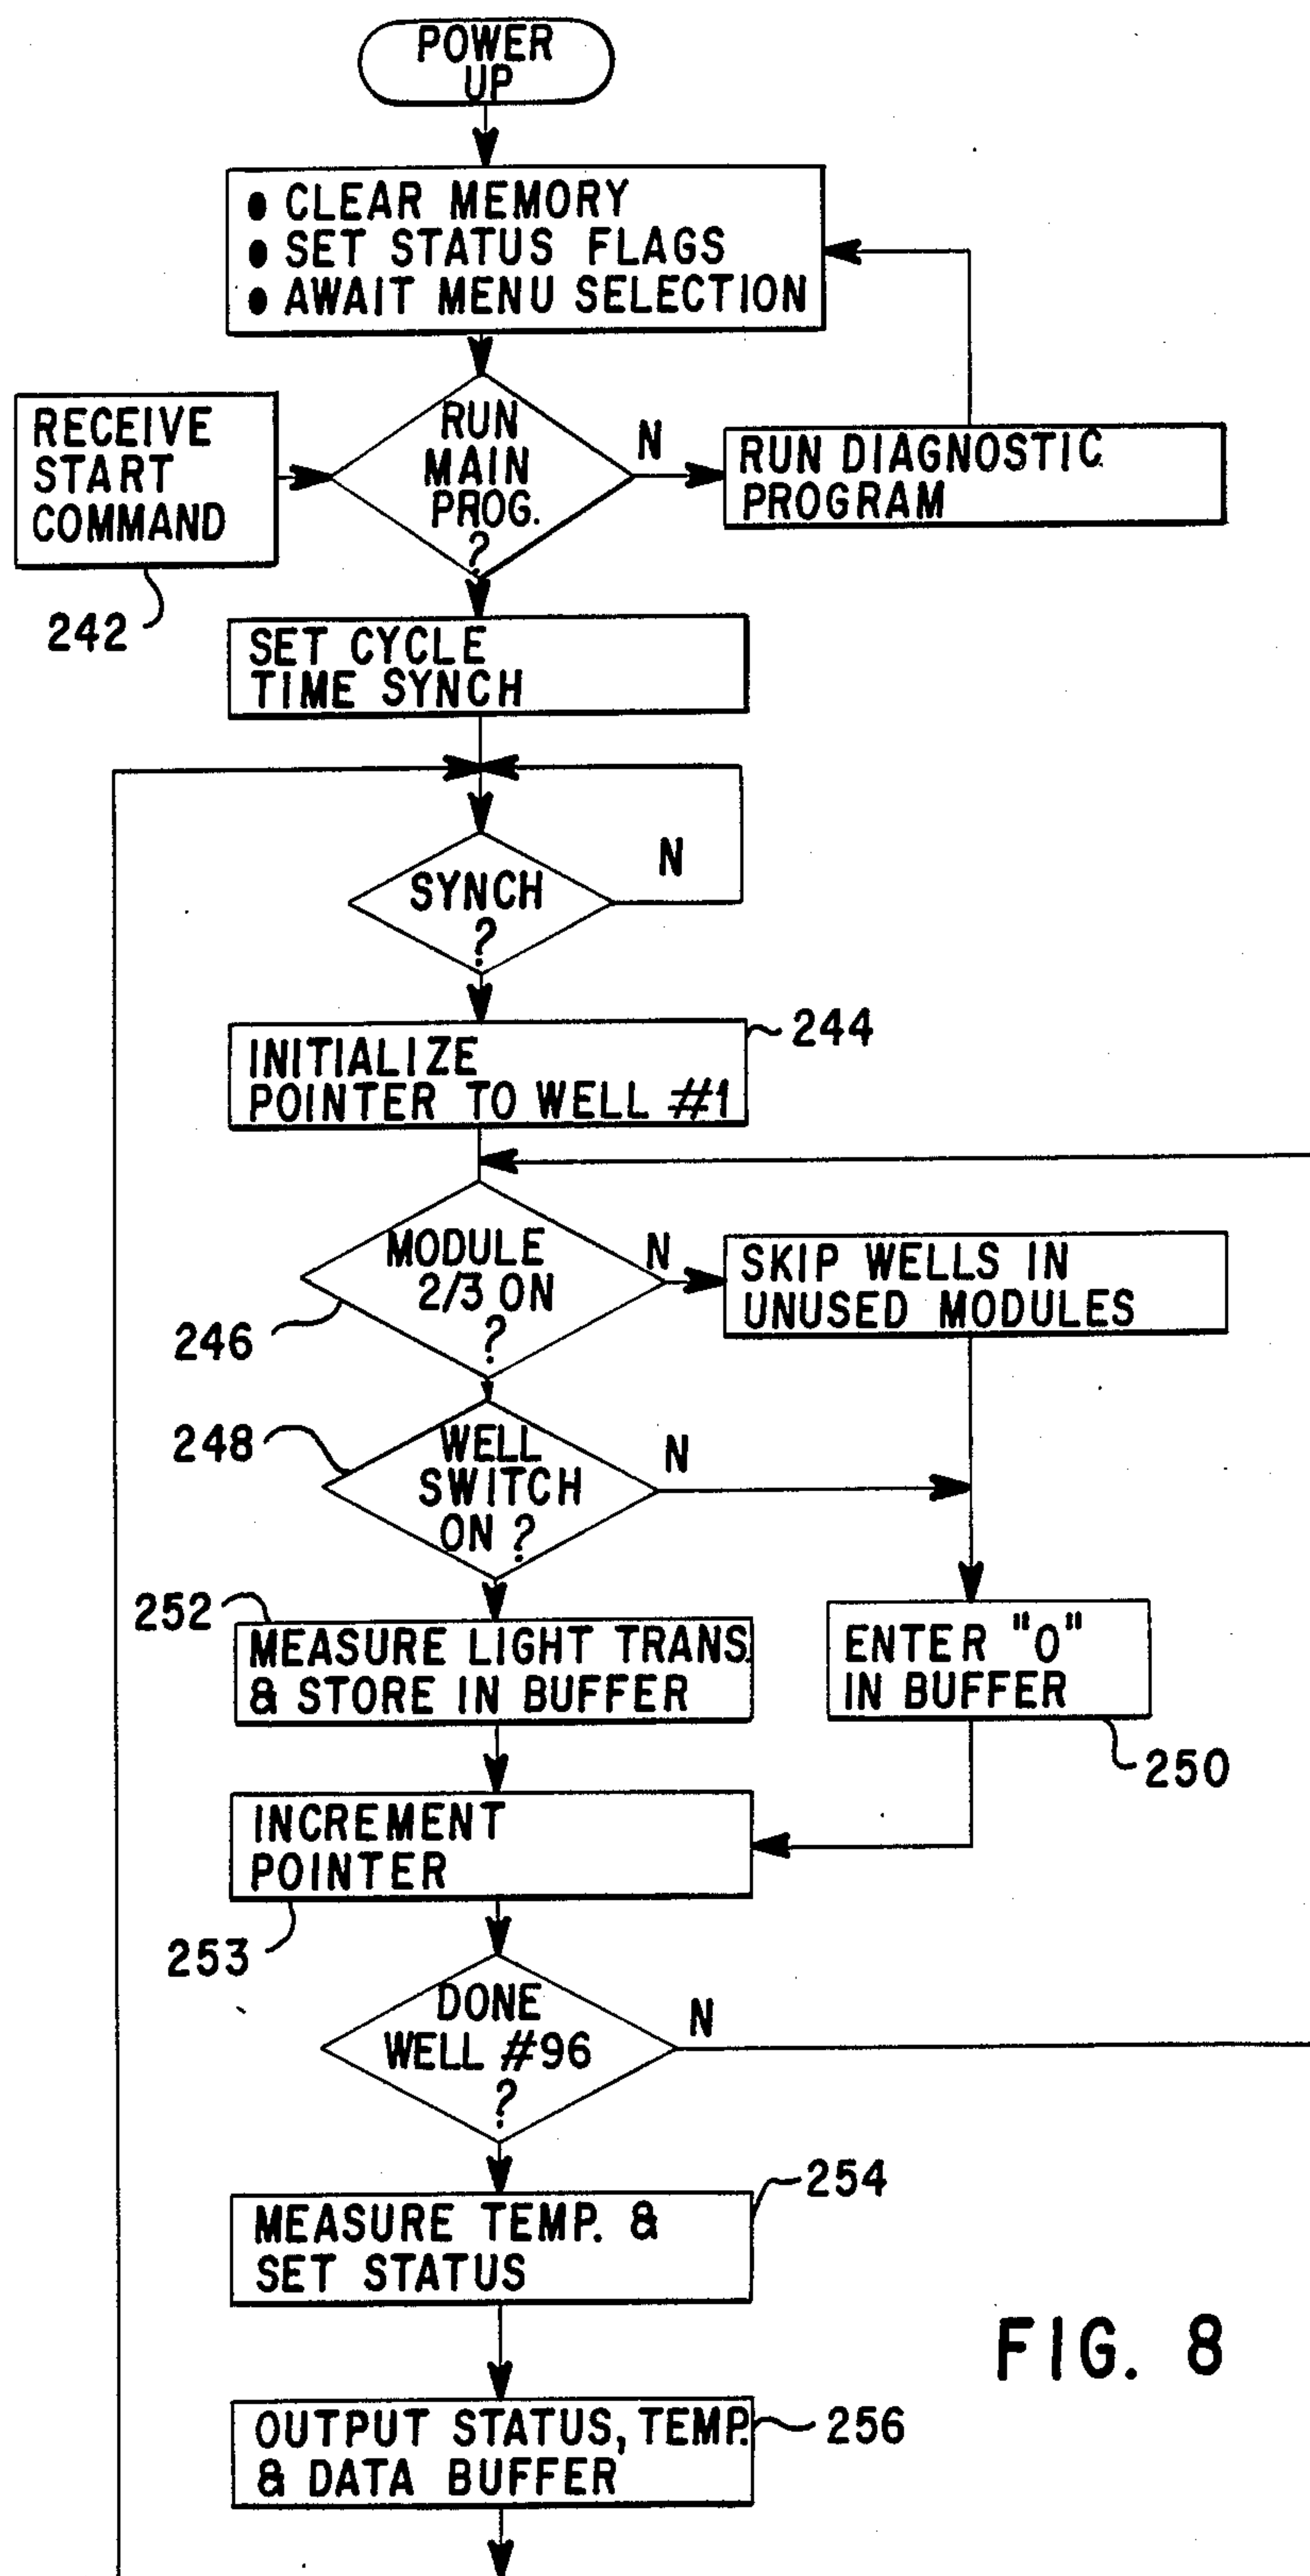 POWER
UP
● CLEAR MEMORY
● SET STATUS FLAGS
● AWAIT MENU SELECTION
RECEIVE
START
COMMAND
242
RUN
MAIN
PROG.
?
N
RUN DIAGNOSTIC
PROGRAM
SET CYCLE
TIME SYNCH
SYNCH
?
N
INITIALIZE
POINTER TO WELL #1
244
MODULE
2/3 ON
?
246
N
SKIP WELLS IN
UNUSED MODULES
248
WELL
SWITCH
ON ?
N
252
MEASURE LIGHT TRANS.
& STORE IN BUFFER
ENTER "0"
IN BUFFER
250
INCREMENT
POINTER
253
DONE
WELL #96
?
N
254
MEASURE TEMP. &
SET STATUS
FIG. 8
OUTPUT STATUS, TEMP.
& DATA BUFFER
256